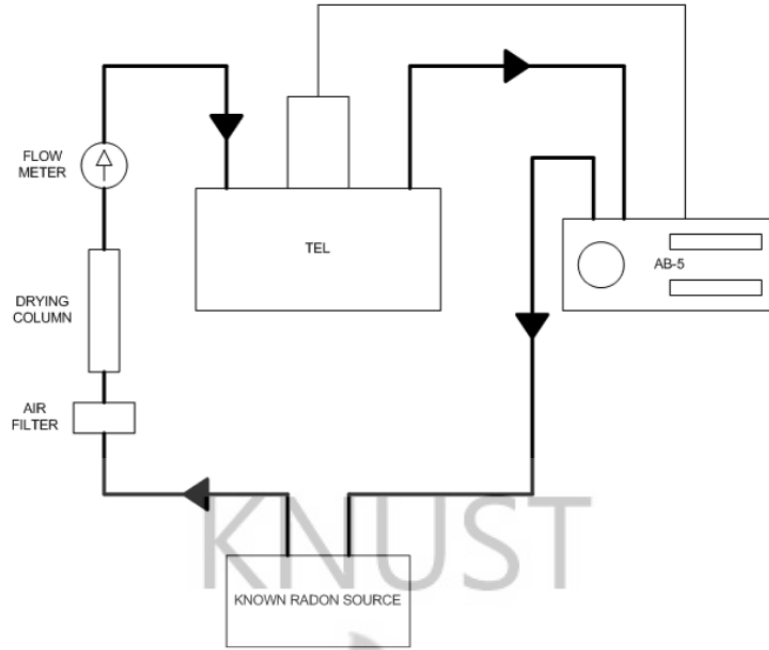 FLOW
METER
TEL
AB-5
DRYING
COLUMN
AIR
FILTER
KNUST
KNOWN RADON SOURCE